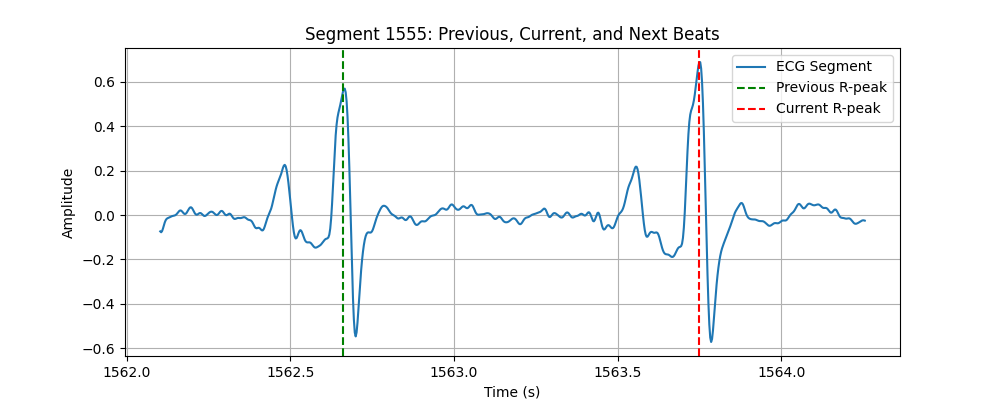 Segment 1555: Previous, Current, and Next Beats
ECG Segment
Previous R-peak
Current R-peak
Amplitude
0.6
0.4
0.2
0.0
−0.2
−0.4
−0.6
1562.0 1562.5 1563.0 1563.5 1564.0
Time (s)